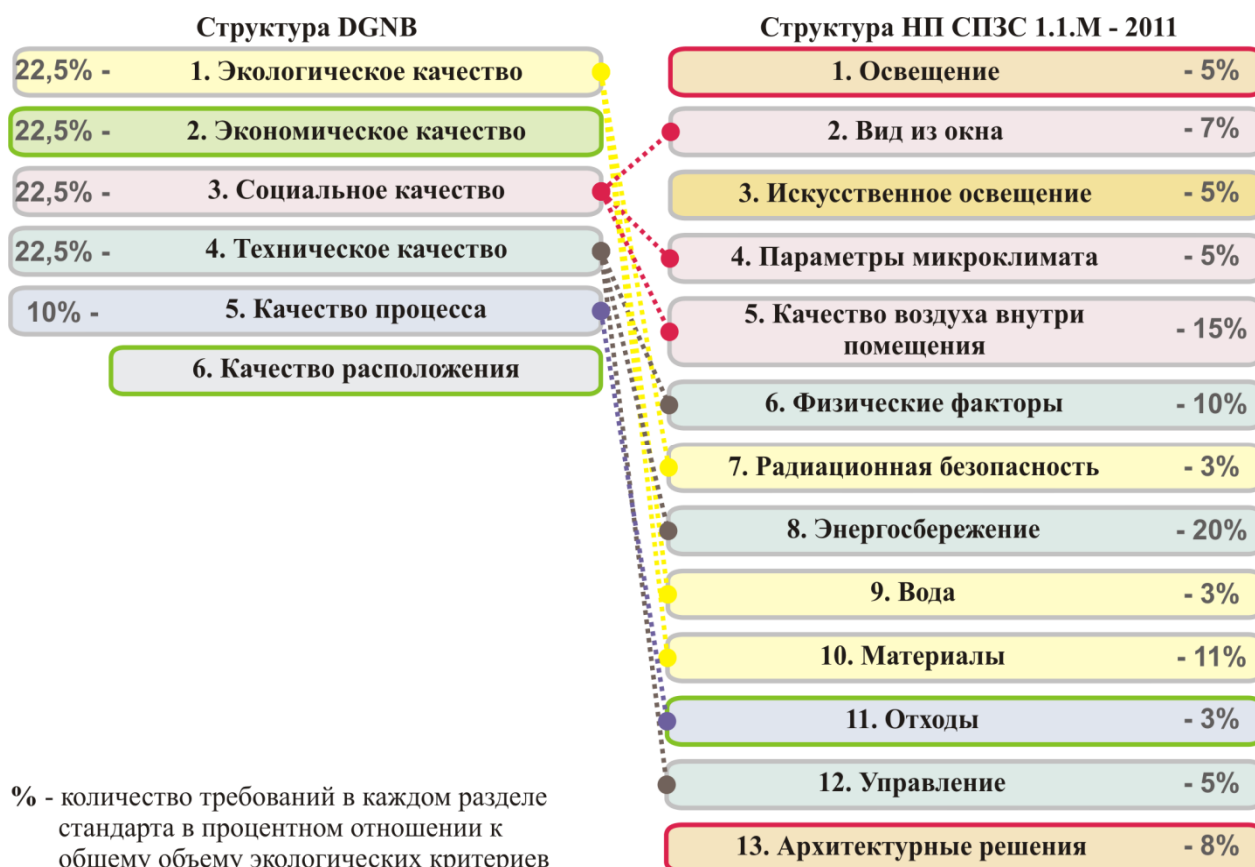 Структура DGNB
22,5% - 1. Экологическое качество
22,5% - 2. Экономическое качество
22,5% - 3. Социальное качество
22,5% - 4. Техническое качество
10% - 5. Качество процесса
6. Качество расположения
% - количество требований в каждом разделе
стандарта в процентном отношении к
общему объему экологических критериев
Структура НП СПЗС 1.1.М - 2011
1. Освещение - 5%
2. Вид из окна - 7%
3. Искусственное освещение - 5%
4. Параметры микроклимата - 5%
5. Качество воздуха внутри
помещения - 15%
6. Физические факторы - 10%
7. Радиационная безопасность - 3%
8. Энергосбережение - 20%
9. Вода - 3%
10. Материалы - 11%
11. Отходы - 3%
12. Управление - 5%
13. Архитектурные решения - 8%